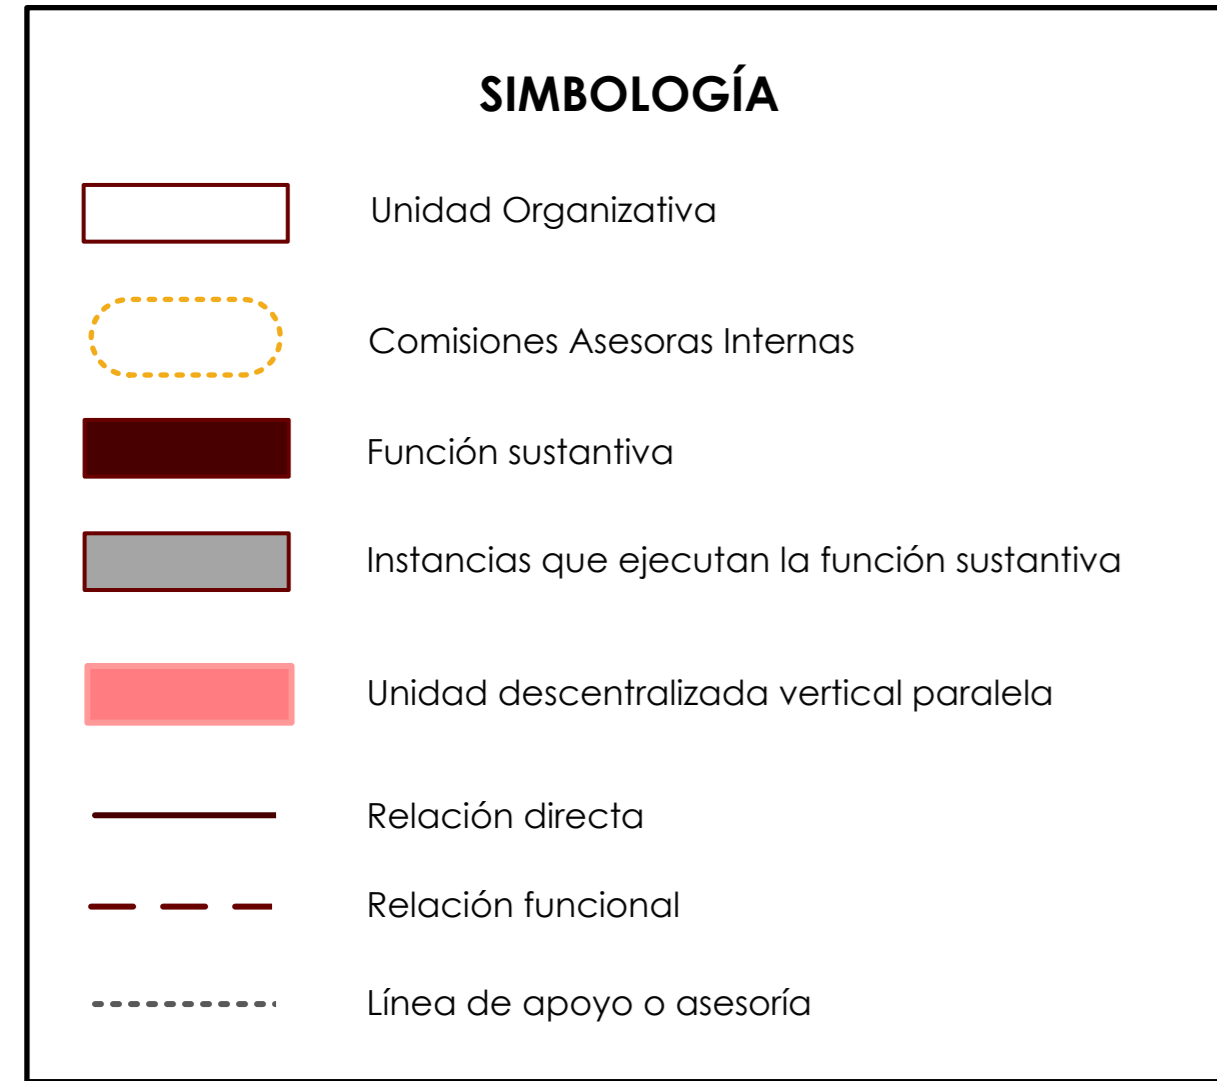 SIMBOLOGÍA
Unidad Organizativa
Comisiones Asesoras Internas
Función sustantiva
Instancias que ejecutan la función sustantiva
Unidad descentralizada vertical paralela
Relación directa
Relación funcional
Línea de apoyo o asesoría